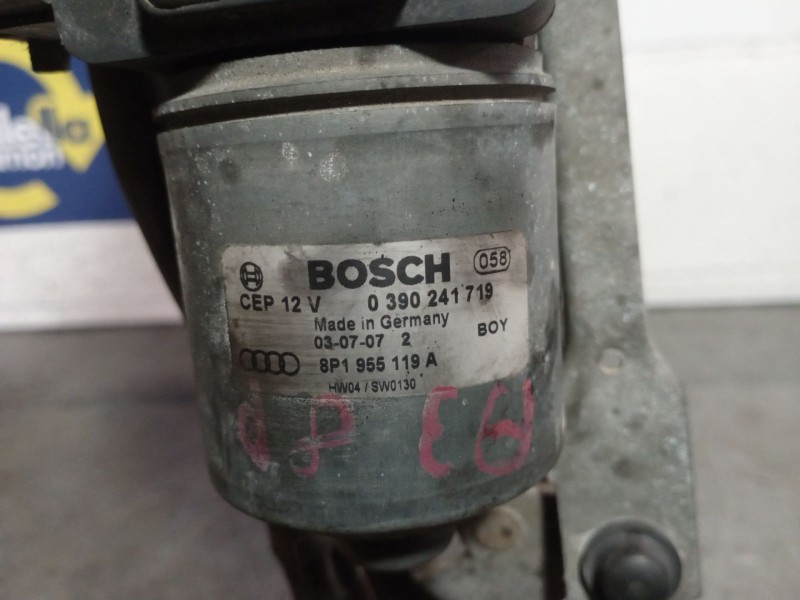 BOSCH 058
CEP 12 V 0 390 241 719
Made in Germany
03-07-07 2 BOY
8P1 955 119 A
HW04 / SW0130
A3 8P